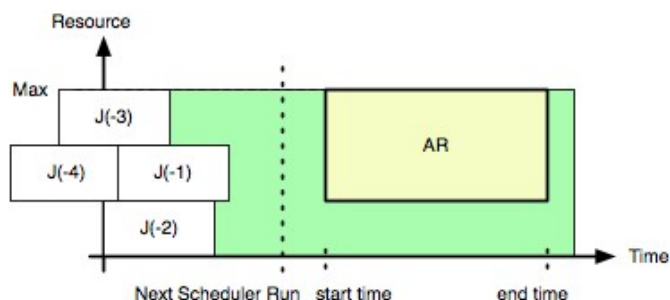 Resource
Max
J(-3)
AR
J(-4) J(-1)
J(-2)
Time
Next Scheduler Run start time end time